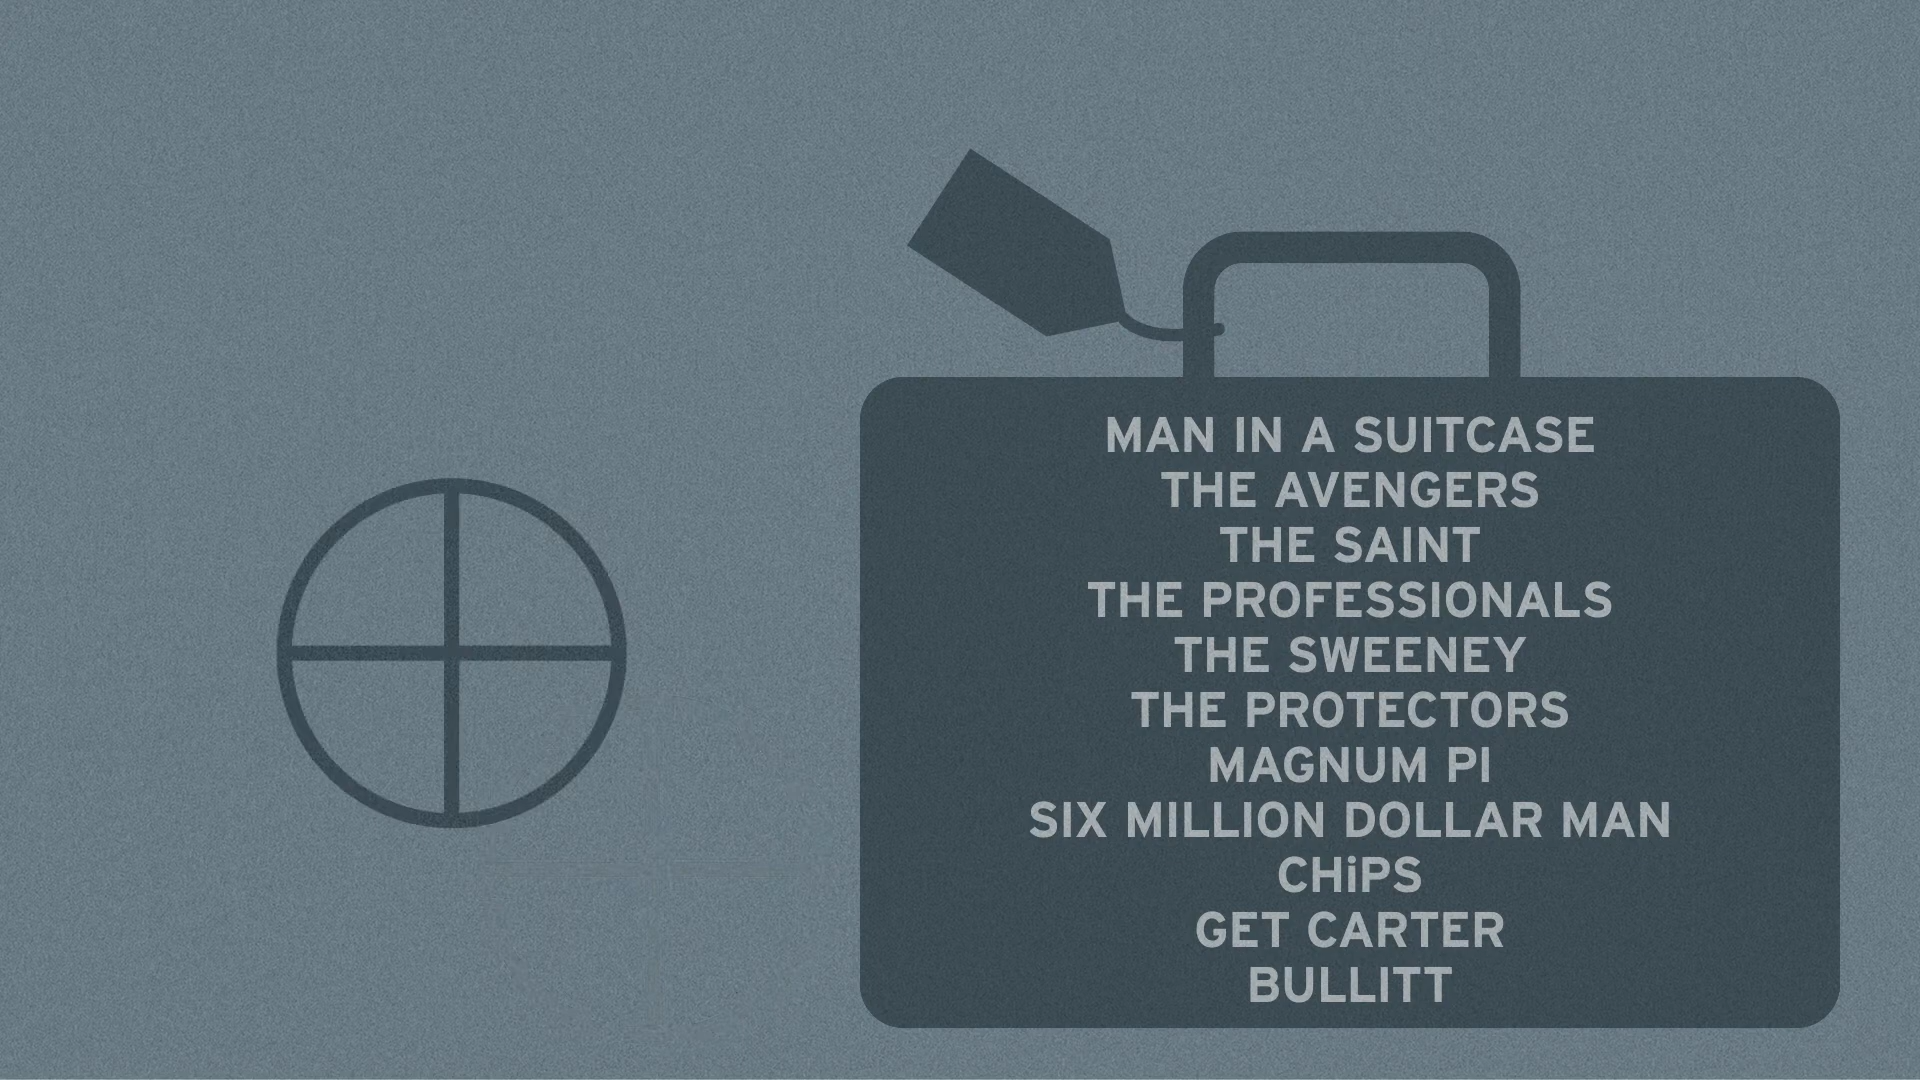 MAN IN A SUITCASE
THE AVENGERS
THE SAINT
THE PROFESSIONALS
THE SWEENEY
THE PROTECTORS
MAGNUM PI
SIX MILLION DOLLAR MAN
CHiPS
GET CARTER
BULLITT